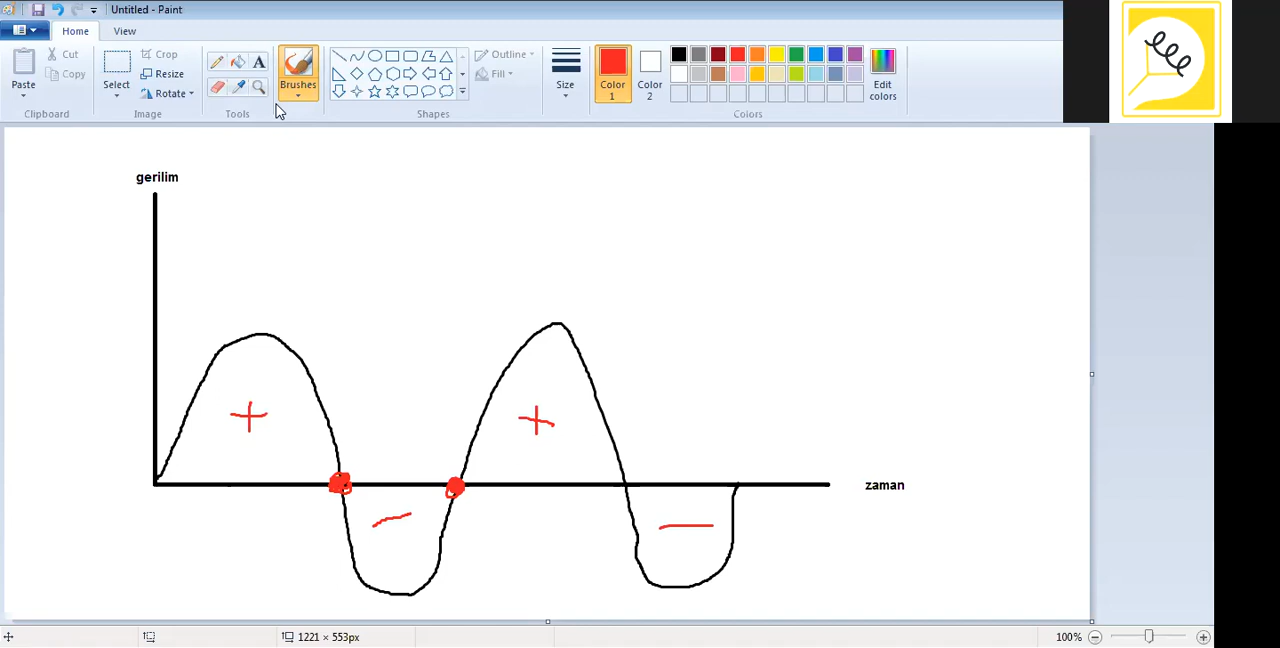 Untitled - Paint
Home View
Paste
Cut
Copy
Clipboard
Select
Crop
Resize
Rotate
Image
A
Tools
Brushes
Outline
Fill
Shapes
Size
Color 1
Color 2
Edit colors
Colors
gerilim
+ +
zaman
− −
1221 × 553px
100%